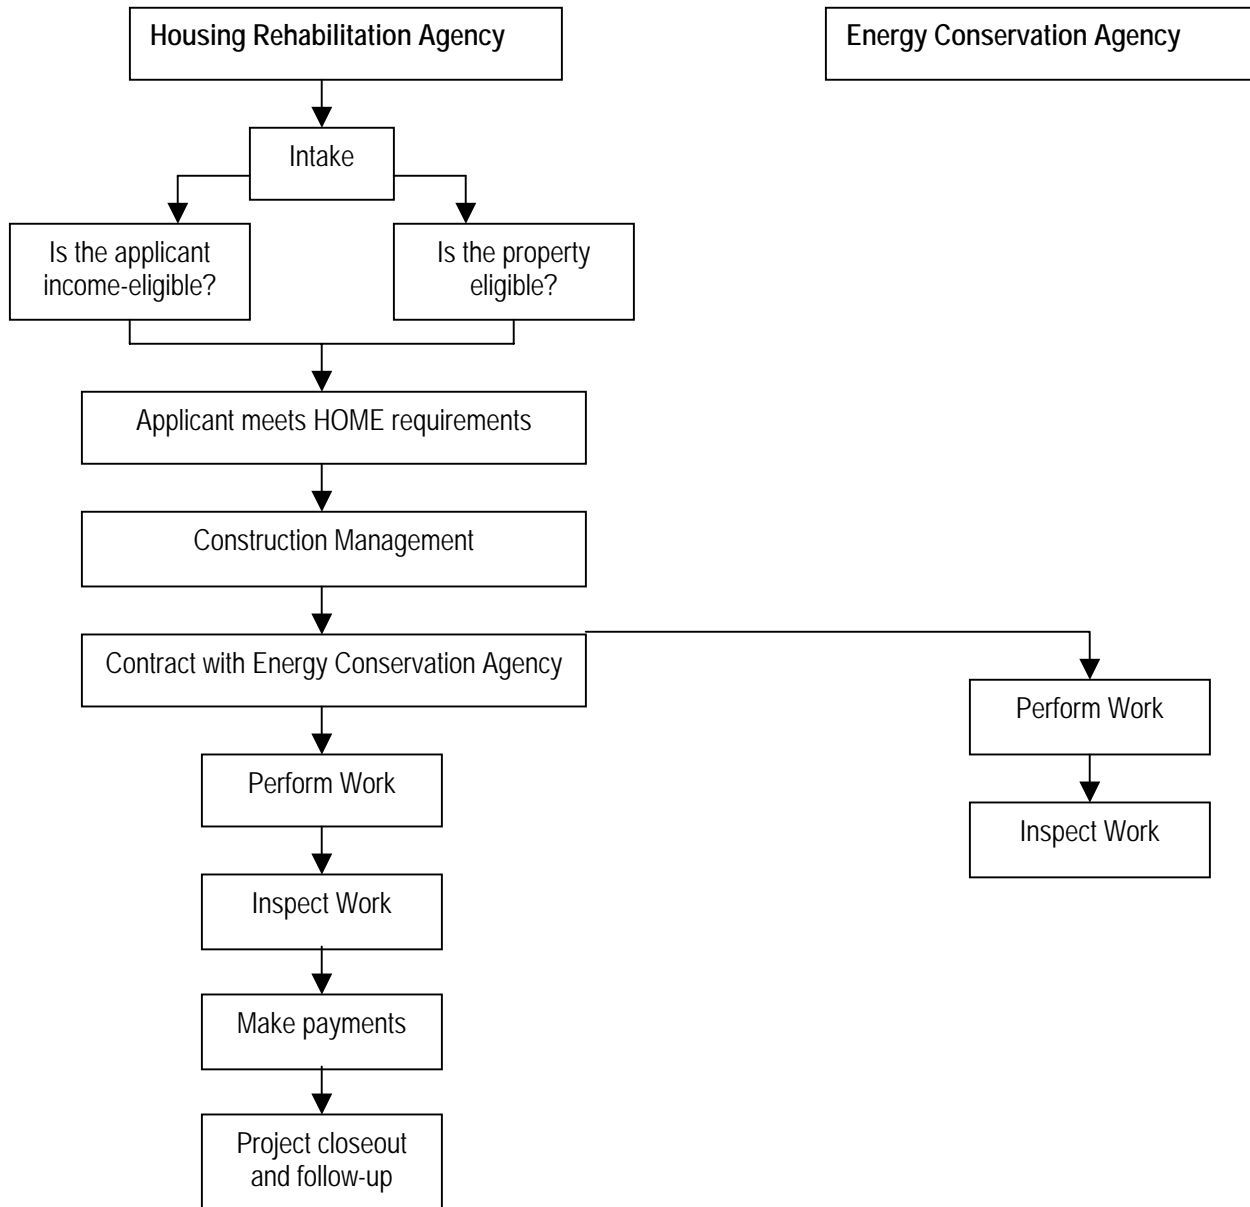 Housing Rehabilitation Agency
Energy Conservation Agency
Intake
Is the applicant
income-eligible?
Is the property
eligible?
Applicant meets HOME requirements
Construction Management
Contract with Energy Conservation Agency
Perform Work
Perform Work
Inspect Work
Inspect Work
Make payments
Project closeout
and follow-up